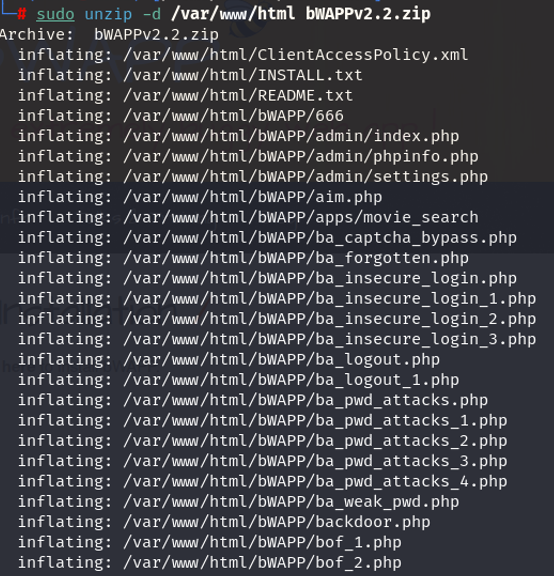 └─# sudo unzip -d /var/www/html bWAPPv2.2.zip
Archive:  bWAPPv2.2.zip
  inflating: /var/www/html/ClientAccessPolicy.xml
  inflating: /var/www/html/INSTALL.txt
  inflating: /var/www/html/README.txt
  inflating: /var/www/html/bWAPP/666
  inflating: /var/www/html/bWAPP/admin/index.php
  inflating: /var/www/html/bWAPP/admin/phpinfo.php
  inflating: /var/www/html/bWAPP/admin/settings.php
  inflating: /var/www/html/bWAPP/aim.php
  inflating: /var/www/html/bWAPP/apps/movie_search
  inflating: /var/www/html/bWAPP/ba_captcha_bypass.php
  inflating: /var/www/html/bWAPP/ba_forgotten.php
  inflating: /var/www/html/bWAPP/ba_insecure_login.php
  inflating: /var/www/html/bWAPP/ba_insecure_login_1.php
  inflating: /var/www/html/bWAPP/ba_insecure_login_2.php
  inflating: /var/www/html/bWAPP/ba_insecure_login_3.php
  inflating: /var/www/html/bWAPP/ba_logout.php
  inflating: /var/www/html/bWAPP/ba_logout_1.php
  inflating: /var/www/html/bWAPP/ba_pwd_attacks.php
  inflating: /var/www/html/bWAPP/ba_pwd_attacks_1.php
  inflating: /var/www/html/bWAPP/ba_pwd_attacks_2.php
  inflating: /var/www/html/bWAPP/ba_pwd_attacks_3.php
  inflating: /var/www/html/bWAPP/ba_pwd_attacks_4.php
  inflating: /var/www/html/bWAPP/ba_weak_pwd.php
  inflating: /var/www/html/bWAPP/backdoor.php
  inflating: /var/www/html/bWAPP/bof_1.php
  inflating: /var/www/html/bWAPP/bof_2.php